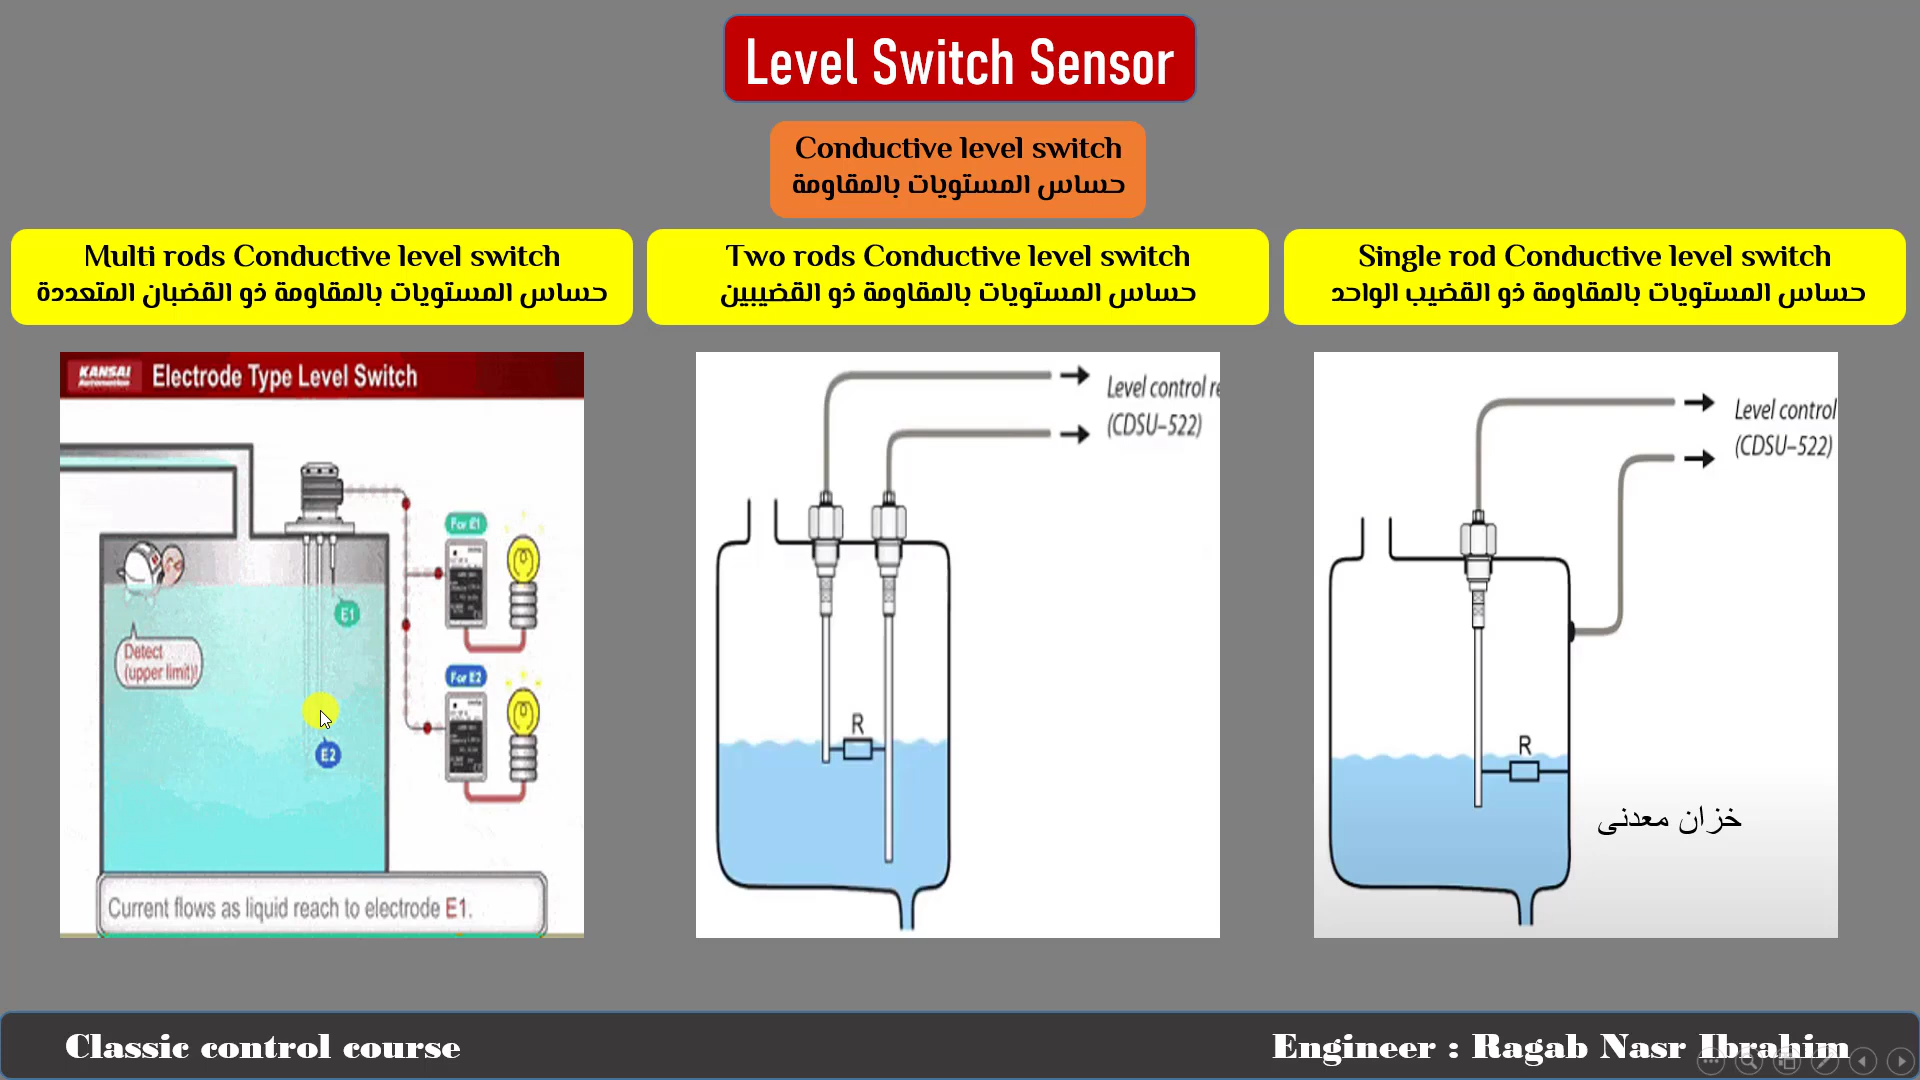 Level Switch Sensor
Conductive level switch
حساس المستويات بالمقاومة
Multi rods Conductive level switch
حساس المستويات بالمقاومة ذو القضبان المتعددة
Two rods Conductive level switch
حساس المستويات بالمقاومة ذو القضيبين
Single rod Conductive level switch
حساس المستويات بالمقاومة ذو القضيب الواحد
KANSAI
Automation
Electrode Type Level Switch
For E1
E1
Detect
(upper limit)!
For E2
E2
Current flows as liquid reach to electrode E1.
Level control re
(CDSU-522)
R
Level control
(CDSU-522)
R
خزان معدنى
Classic control course
Engineer : Ragab Nasr Ibrahim